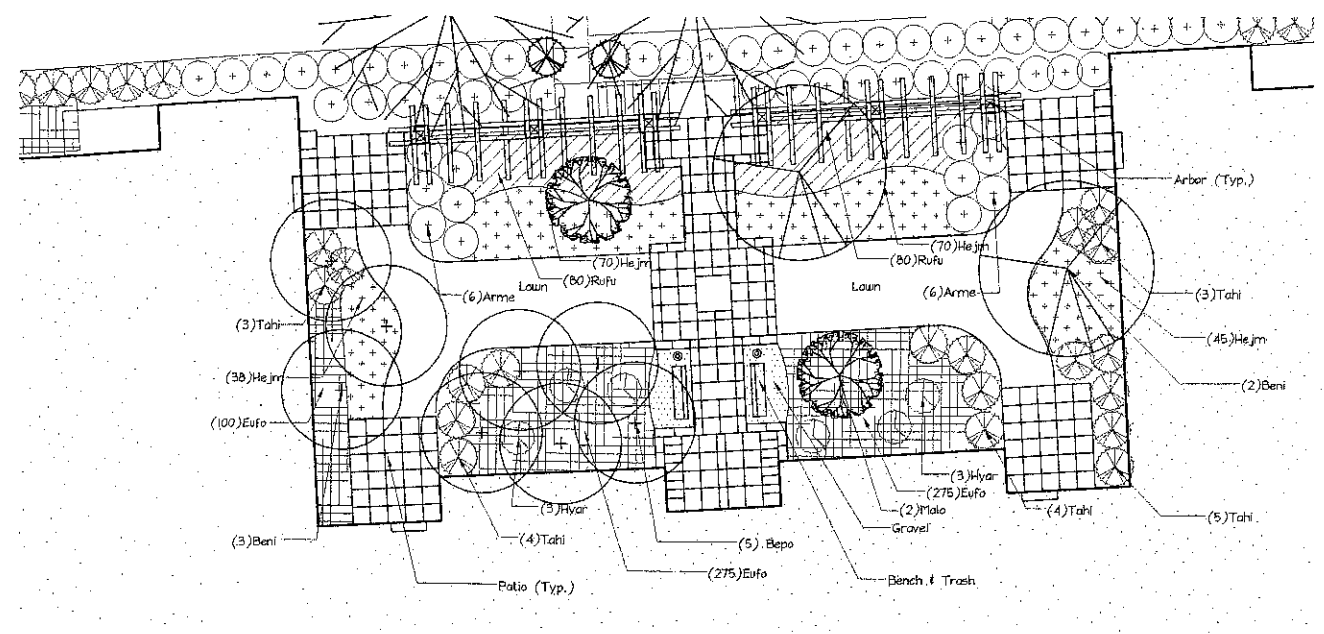 Arbor (Typ.)
(70)Hejm
(80)Rufu
(70)Hejm
(80)Rufu
Lawn
Lawn
(6)Arme
(6)Arme
(3)Tahi
(3)Tahi
(45)Hejm
(38)Hejm
(2)Beni
(100)Eufo
(3)Hyar
(275)Eufo
(3)Hyar
(2)Malo
(4)Tahi
(5)Tahi
Gravel
(3)Beni
(4)Tahi
(5).Bepo
(275)Eufo
Bench & Trash
Patio (Typ.)